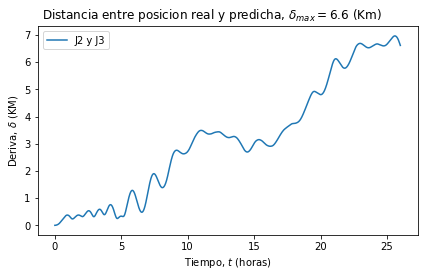 Distancia entre posicion real y predicha, δmax = 6.6 (Km)
J2 y J3
Deriva, δ (KM)
7
6
5
4
3
2
1
0
0 5 10 15 20 25
Tiempo, t (horas)